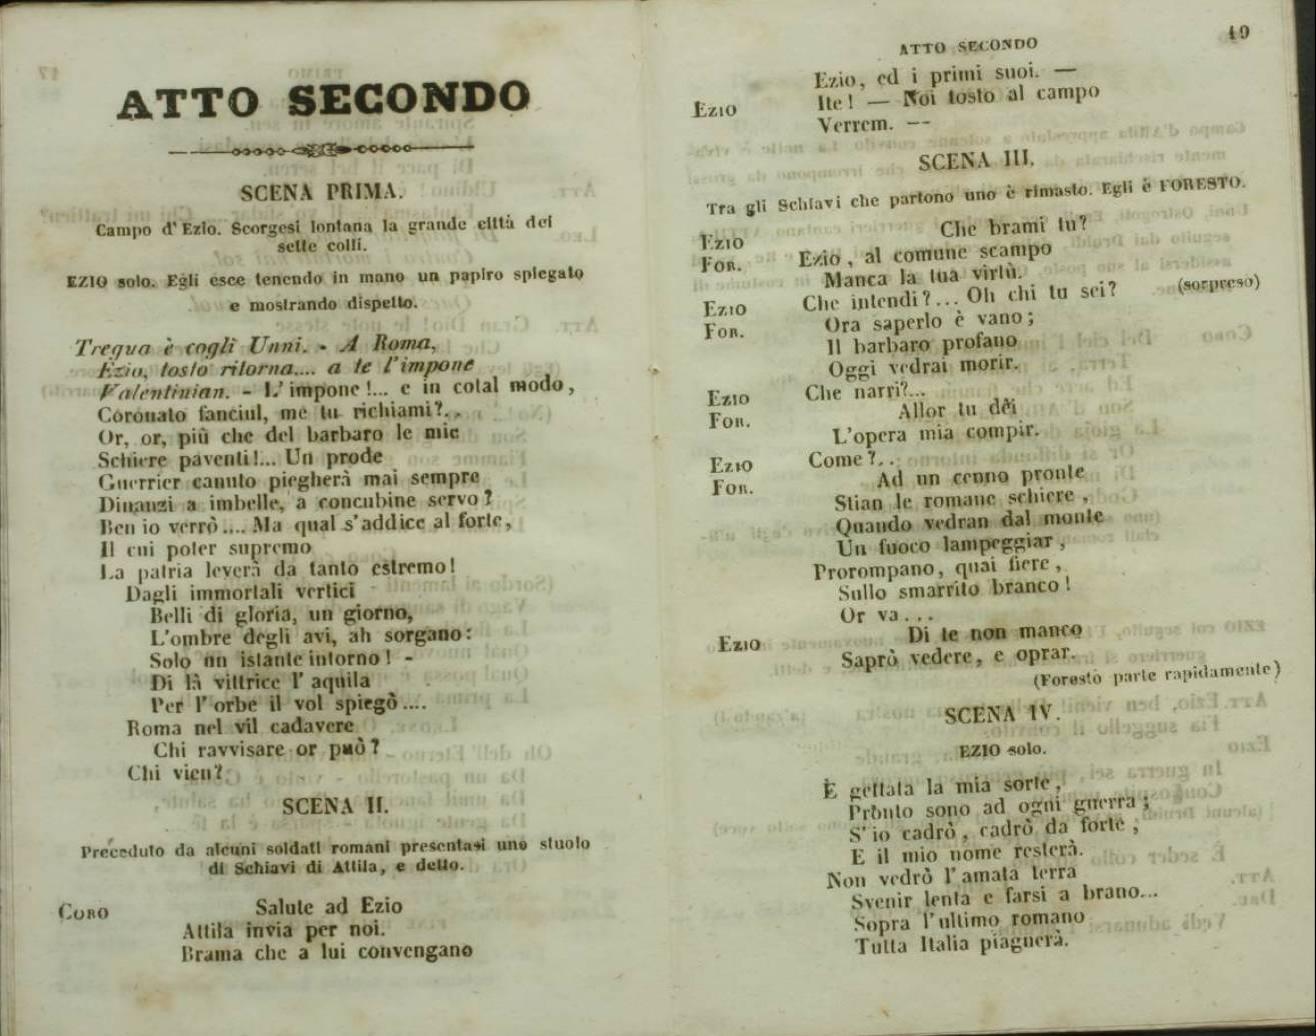 ATTO SECONDO
SCENA PRIMA.
Campo d'Ezio. Scorgesi lontana la grande città dei
sette colli.
EZIO solo. Egli esce tenendo in mano un papiro spiegato
e mostrando dispetto.
Tregua è cogli Unni. - A Roma,
Ezio, tosto ritorna.... a te l'impone
Valentinian. - L'impone!... e in cotal modo,
Coronato fanciul, me tu richiami?..
Or, or, più che del barbaro le mie
Schiere paventi!... Un prode
Guerrier canuto piegherà mai sempre
Dinanzi a imbelle, a concubine servo?
Ben io verrò.... Ma qual s'addice al forte,
Il cui poter supremo
La patria leverà da tanto estremo!
Dagli immortali vertici
Belli di gloria, un giorno,
L'ombre degli avi, ah sorgano:
Solo un istante intorno! -
Di là vittrice l'aquila
Per l'orbe il vol spiegò....
Roma nel vil cadavere
Chi ravvisare or può?
Chi vien?
SCENA II.
Preceduto da alcuni soldati romani presentasi uno stuolo
di Schiavi di Attila, e detto.
CORO Salute ad Ezio
Attila invia per noi.
Brama che a lui convengano
ATTO SECONDO 19
Ezio, ed i primi suoi. —
EZIO Ite! — Noi tosto al campo
Verrem. —
SCENA III.
Tra gli Schiavi che partono uno è rimasto. Egli è FORESTO.
EZIO Che brami tu?
FOR. Ezio, al comune scampo
Manca la tua virtù.
EZIO Che intendi?... Oh chi tu sei? (sorpreso)
FOR. Ora saperlo è vano;
Il barbaro profano
Oggi vedrai morir.
EZIO Che narri?...
FOR. Allor tu dêi
L'opera mia compir.
EZIO Come?..
FOR. Ad un cenno pronte
Stian le romane schiere,
Quando vedran dal monte
Un fuoco lampeggiar,
Prorompano, quai fiere,
Sullo smarrito branco!
Or va...
EZIO Di te non manco
Saprò vedere, e oprar.
(Foresto parte rapidamente)
SCENA IV.
EZIO solo.
È gettata la mia sorte,
Pronto sono ad ogni guerra;
S'io cadrò, cadrò da forte,
E il mio nome resterà.
Non vedrò l'amata terra
Svenir lenta e farsi a brano...
Sopra l'ultimo romano
Tutta Italia piagnerà.